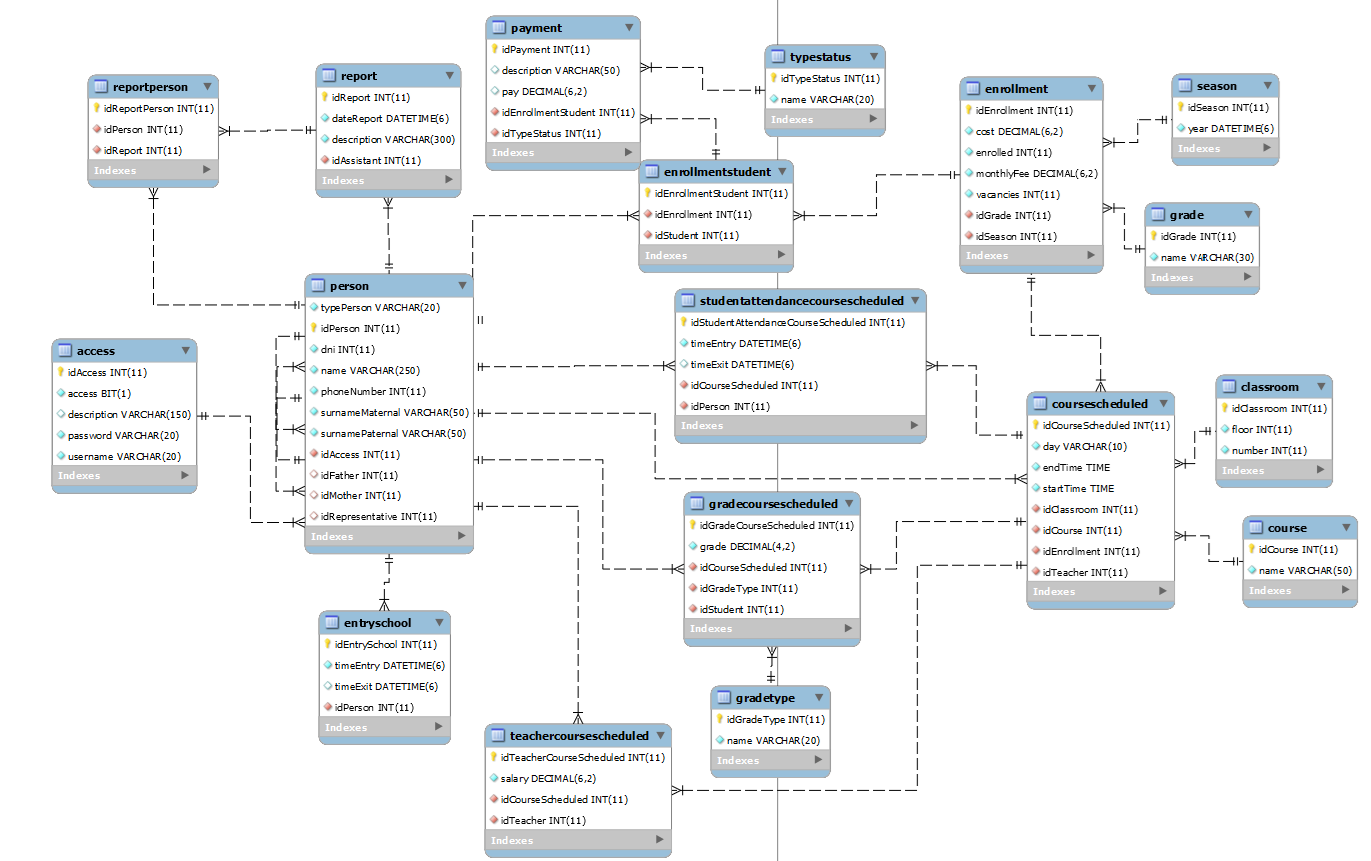 payment
idPayment INT(11)
description VARCHAR(50)
pay DECIMAL(6,2)
idEnrollmentStudent INT(11)
idTypeStatus INT(11)
Indexes
typestatus
idTypeStatus INT(11)
name VARCHAR(20)
Indexes
reportperson
idReportPerson INT(11)
idPerson INT(11)
idReport INT(11)
Indexes
report
idReport INT(11)
dateReport DATETIME(6)
description VARCHAR(300)
idAssistant INT(11)
Indexes
enrollment
idEnrollment INT(11)
cost DECIMAL(6,2)
enrolled INT(11)
monthlyFee DECIMAL(6,2)
vacancies INT(11)
idGrade INT(11)
idSeason INT(11)
Indexes
season
idSeason INT(11)
year DATETIME(6)
Indexes
enrollmentstudent
idEnrollmentStudent INT(11)
idEnrollment INT(11)
idStudent INT(11)
Indexes
grade
idGrade INT(11)
name VARCHAR(30)
Indexes
person
typePerson VARCHAR(20)
idPerson INT(11)
dni INT(11)
name VARCHAR(250)
phoneNumber INT(11)
surnameMaternal VARCHAR(50)
surnamePaternal VARCHAR(50)
idAccess INT(11)
idFather INT(11)
idMother INT(11)
idRepresentative INT(11)
Indexes
studentattendancecoursescheduled
idStudentAttendanceCourseScheduled INT(11)
timeEntry DATETIME(6)
timeExit DATETIME(6)
idCourseScheduled INT(11)
idPerson INT(11)
Indexes
access
idAccess INT(11)
access BIT(1)
description VARCHAR(150)
password VARCHAR(20)
username VARCHAR(20)
Indexes
coursescheduled
idCourseScheduled INT(11)
day VARCHAR(10)
endTime TIME
startTime TIME
idClassroom INT(11)
idCourse INT(11)
idEnrollment INT(11)
idTeacher INT(11)
Indexes
classroom
idClassroom INT(11)
floor INT(11)
number INT(11)
Indexes
gradecoursescheduled
idGradeCourseScheduled INT(11)
grade DECIMAL(4,2)
idCourseScheduled INT(11)
idGradeType INT(11)
idStudent INT(11)
Indexes
course
idCourse INT(11)
name VARCHAR(50)
Indexes
entryschool
idEntrySchool INT(11)
timeEntry DATETIME(6)
timeExit DATETIME(6)
idPerson INT(11)
Indexes
gradetype
idGradeType INT(11)
name VARCHAR(20)
Indexes
teachercoursescheduled
idTeacherCourseScheduled INT(11)
salary DECIMAL(6,2)
idCourseScheduled INT(11)
idTeacher INT(11)
Indexes